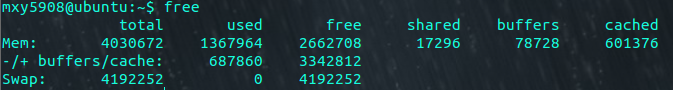 mxy5908@ubuntu:~$ free
             total       used       free     shared    buffers     cached
Mem:       4030672    1367964    2662708      17296      78728     601376
-/+ buffers/cache:     687860    3342812
Swap:      4192252          0    4192252